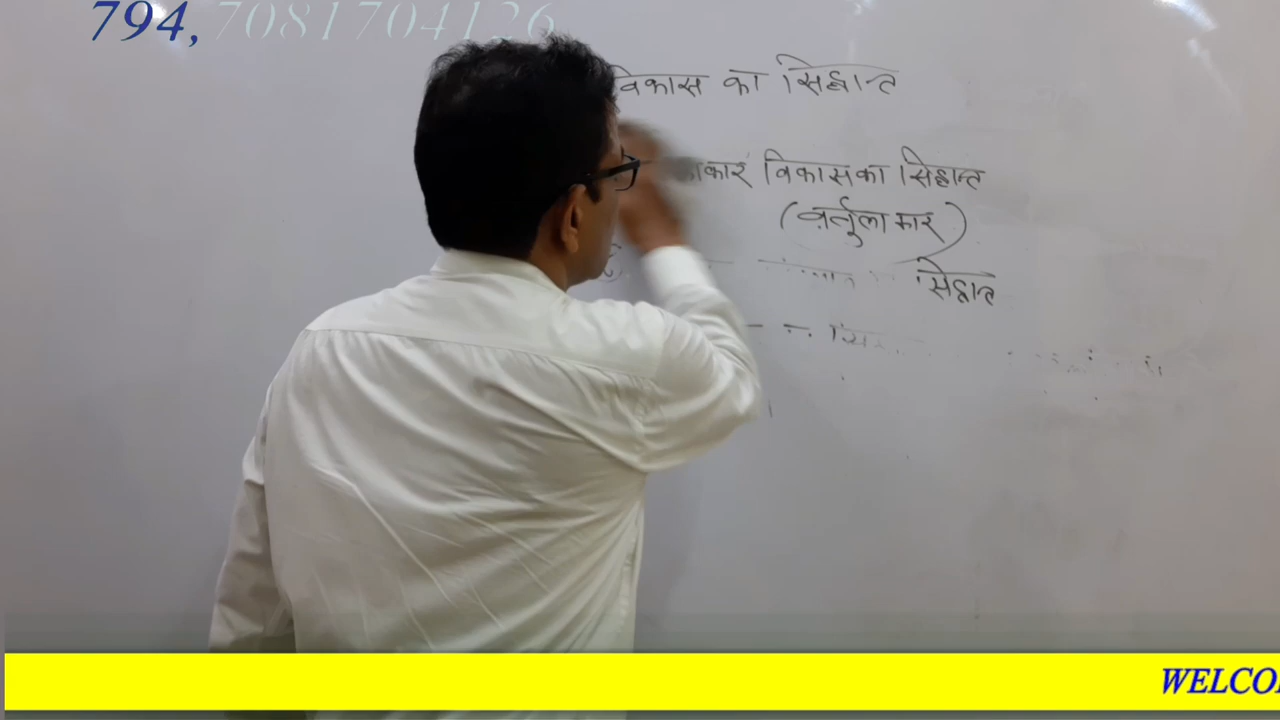 794,7081704126
विकास का सिद्धान्त
ाकार विकास का सिद्धान्त
(वर्तुलाकार)
सिद्धान्त
WELCO